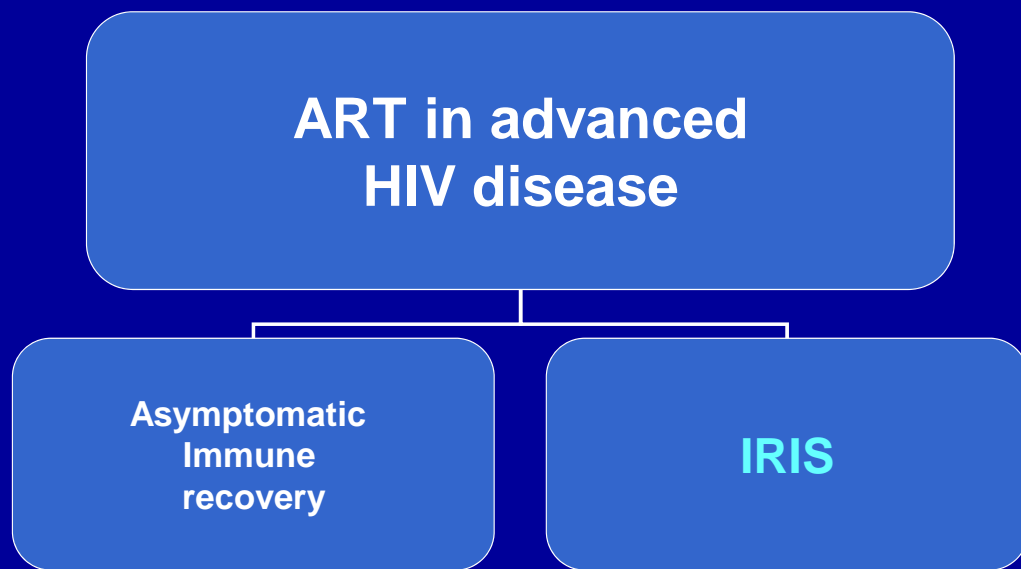 ART in advanced
HIV disease
Asymptomatic
Immune
recovery
IRIS